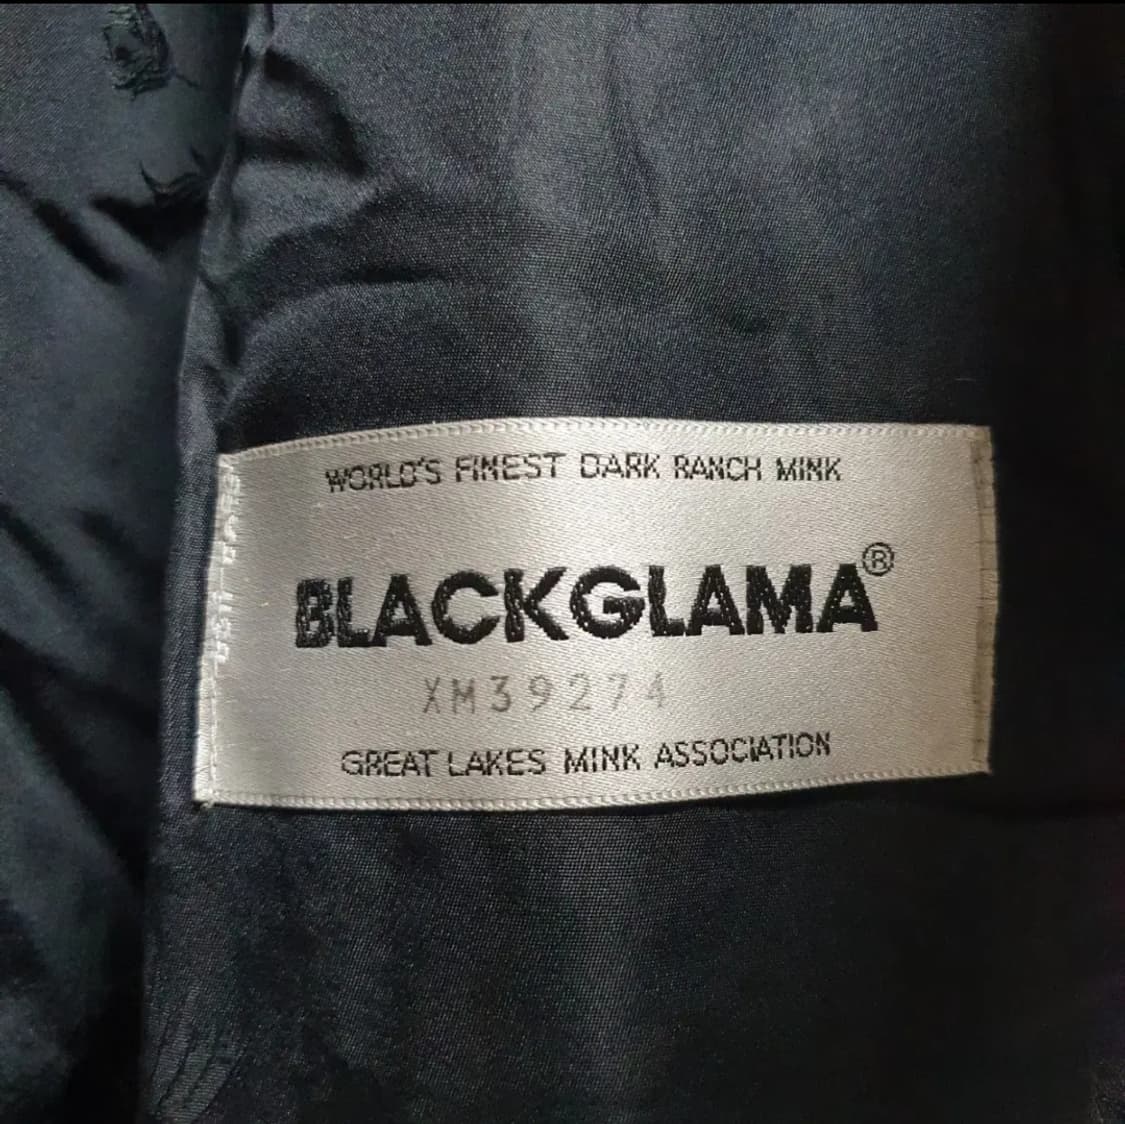 WORLD'S FINEST DARK RANCH MINK
BLACKGLAMA®
XM39274
GREAT LAKES MINK ASSOCIATION